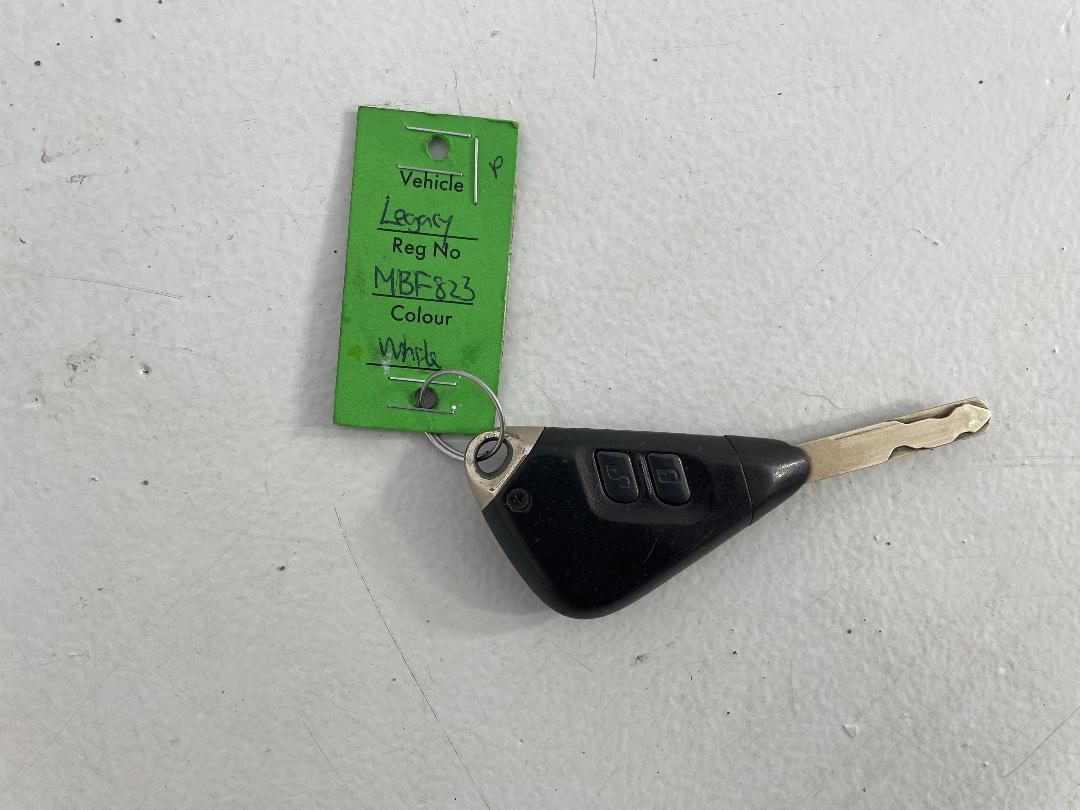 P
Vehicle
Legacy
Reg No
MBF823
Colour
White